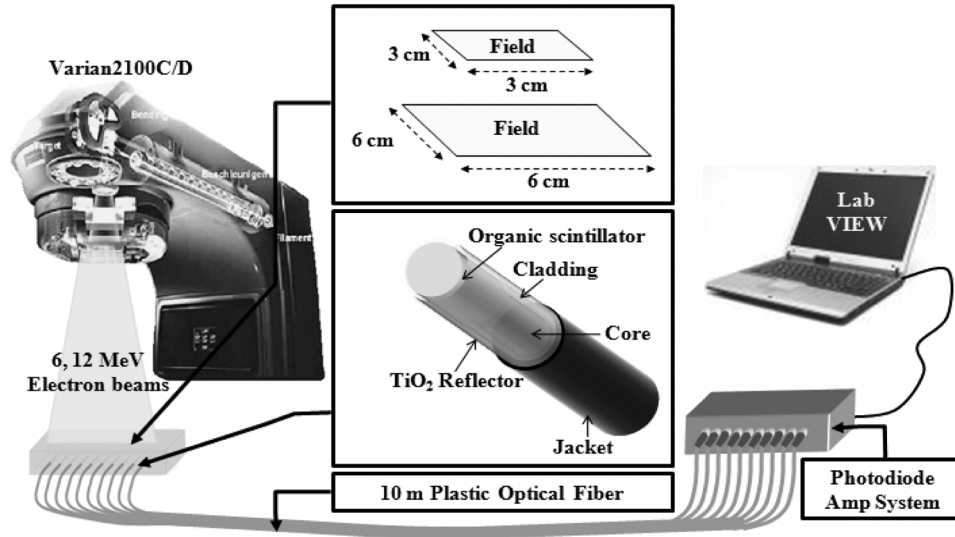 Varian2100C/D
Bending
Target
Beschleuniger
Filament
6, 12 MeV
Electron beams
Field
3 cm
3 cm
Field
6 cm
6 cm
Organic scintillator
Cladding
Core
TiO₂ Reflector
Jacket
10 m Plastic Optical Fiber
Lab
VIEW
Photodiode
Amp System